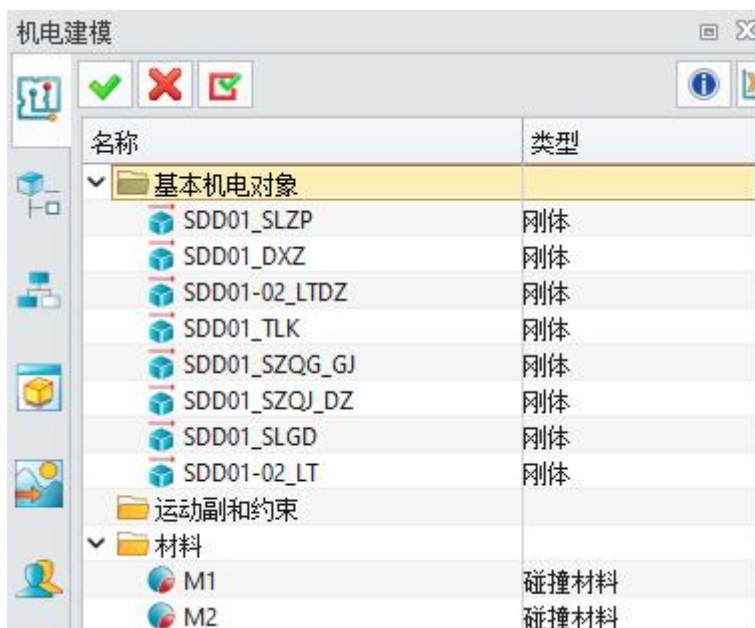 机电建模
名称 类型
基本机电对象
SDD01_SLZP 刚体
SDD01_DXZ 刚体
SDD01-02_LTDZ 刚体
SDD01_TLK 刚体
SDD01_SZQG_GJ 刚体
SDD01_SZQJ_DZ 刚体
SDD01_SLGD 刚体
SDD01-02_LT 刚体
运动副和约束
材料
M1 碰撞材料
M2 碰撞材料